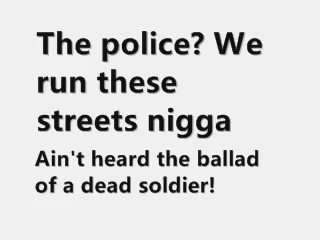 The police? We
run these
streets nigga
Ain't heard the ballad
of a dead soldier!